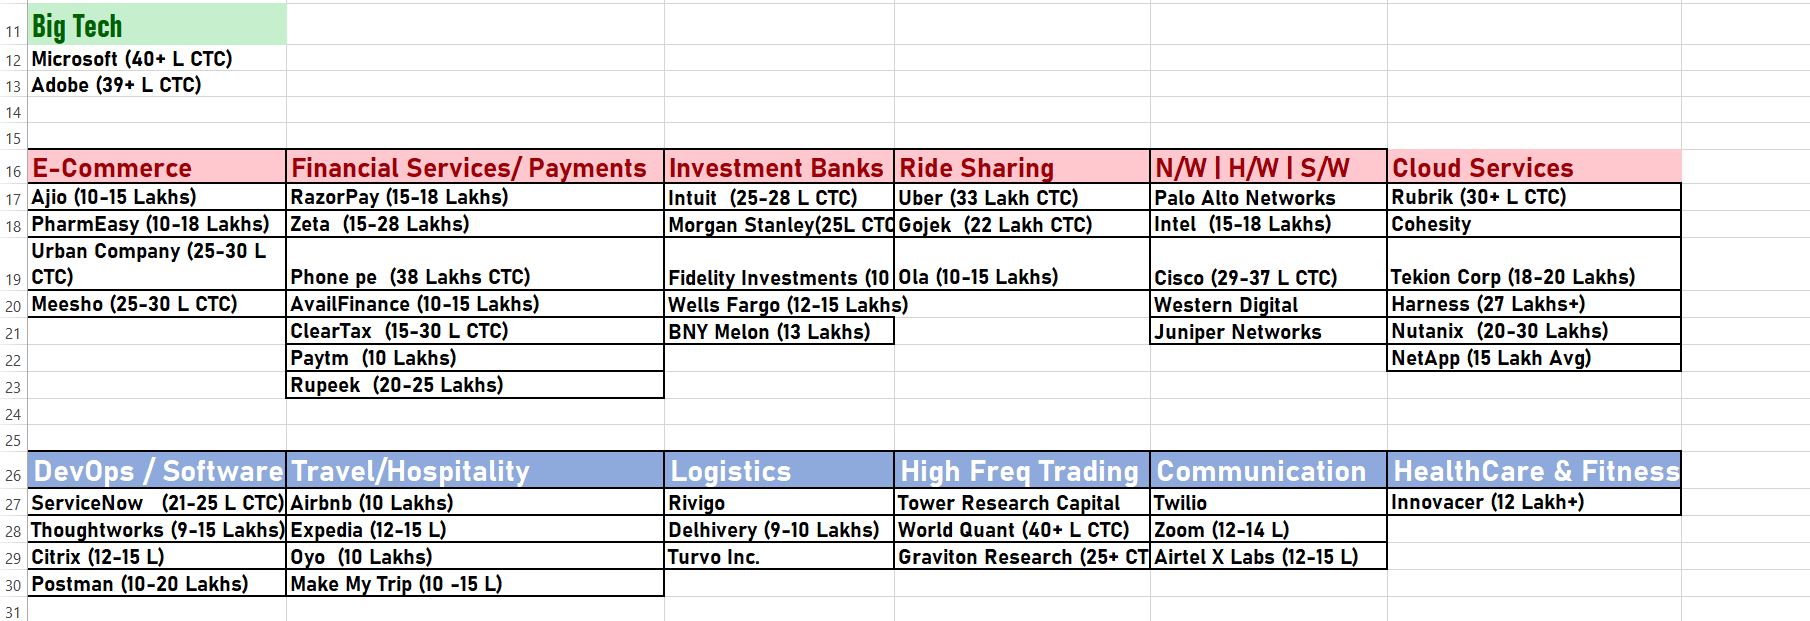 11 Big Tech
12 Microsoft (40+ L CTC)
13 Adobe (39+ L CTC)
14
15
16 E-Commerce Financial Services/ Payments Investment Banks Ride Sharing N/W | H/W | S/W Cloud Services
17 Ajio (10-15 Lakhs) RazorPay (15-18 Lakhs) Intuit (25-28 L CTC) Uber (33 Lakh CTC) Palo Alto Networks Rubrik (30+ L CTC)
18 PharmEasy (10-18 Lakhs) Zeta (15-28 Lakhs) Morgan Stanley(25L CTC Gojek (22 Lakh CTC) Intel (15-18 Lakhs) Cohesity
Urban Company (25-30 L
19 CTC) Phone pe (38 Lakhs CTC) Fidelity Investments (10 Ola (10-15 Lakhs) Cisco (29-37 L CTC) Tekion Corp (18-20 Lakhs)
20 Meesho (25-30 L CTC) AvailFinance (10-15 Lakhs) Wells Fargo (12-15 Lakhs) Western Digital Harness (27 Lakhs+)
21 ClearTax (15-30 L CTC) BNY Melon (13 Lakhs) Juniper Networks Nutanix (20-30 Lakhs)
22 Paytm (10 Lakhs) NetApp (15 Lakh Avg)
23 Rupeek (20-25 Lakhs)
24
25
26 DevOps / Software Travel/Hospitality Logistics High Freq Trading Communication HealthCare & Fitness
27 ServiceNow (21-25 L CTC) Airbnb (10 Lakhs) Rivigo Tower Research Capital Twilio Innovacer (12 Lakh+)
28 Thoughtworks (9-15 Lakhs) Expedia (12-15 L) Delhivery (9-10 Lakhs) World Quant (40+ L CTC) Zoom (12-14 L)
29 Citrix (12-15 L) Oyo (10 Lakhs) Turvo Inc. Graviton Research (25+ CT Airtel X Labs (12-15 L)
30 Postman (10-20 Lakhs) Make My Trip (10 -15 L)
31